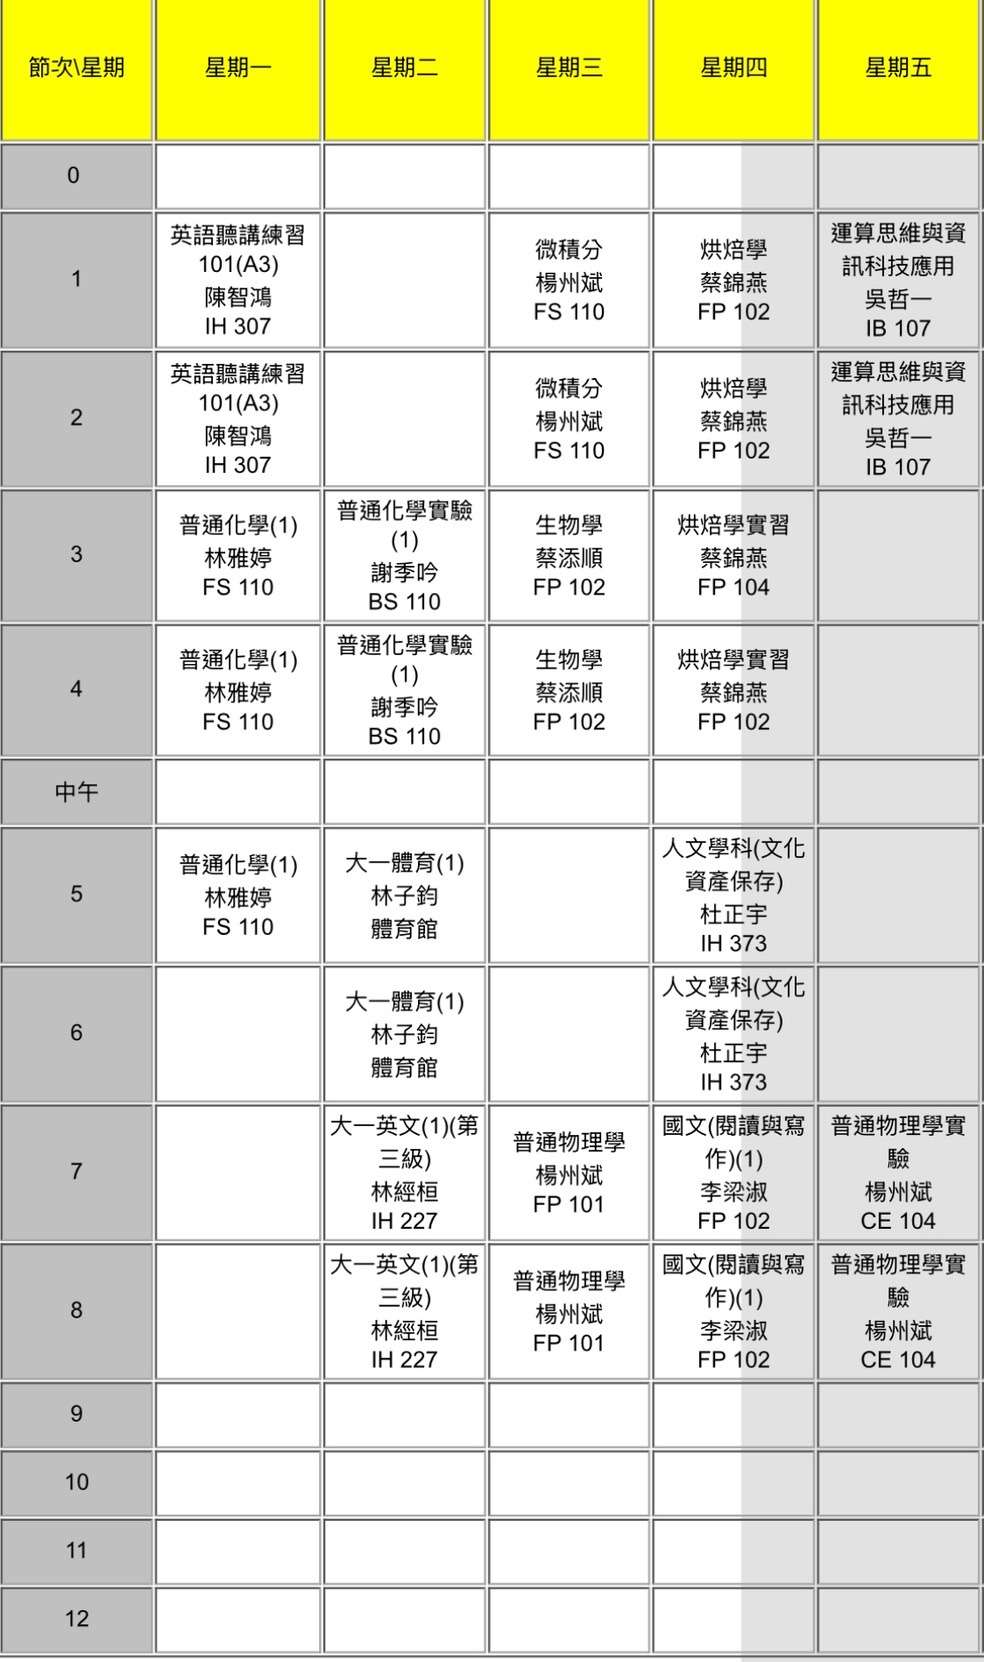 節次\星期 星期一 星期二 星期三 星期四 星期五
0
1
英語聽講練習
101(A3)
陳智鴻
IH 307
微積分
楊州斌
FS 110
烘焙學
蔡錦燕
FP 102
運算思維與資
訊科技應用
吳哲一
IB 107
2
英語聽講練習
101(A3)
陳智鴻
IH 307
微積分
楊州斌
FS 110
烘焙學
蔡錦燕
FP 102
運算思維與資
訊科技應用
吳哲一
IB 107
3
普通化學(1)
林雅婷
FS 110
普通化學實驗
(1)
謝季吟
BS 110
生物學
蔡添順
FP 102
烘焙學實習
蔡錦燕
FP 104
4
普通化學(1)
林雅婷
FS 110
普通化學實驗
(1)
謝季吟
BS 110
生物學
蔡添順
FP 102
烘焙學實習
蔡錦燕
FP 102
中午
5
普通化學(1)
林雅婷
FS 110
大一體育(1)
林子鈞
體育館
人文學科(文化
資產保存)
杜正宇
IH 373
6
大一體育(1)
林子鈞
體育館
人文學科(文化
資產保存)
杜正宇
IH 373
7
大一英文(1)(第
三級)
林經桓
IH 227
普通物理學
楊州斌
FP 101
國文(閱讀與寫
作)(1)
李梁淑
FP 102
普通物理學實
驗
楊州斌
CE 104
8
大一英文(1)(第
三級)
林經桓
IH 227
普通物理學
楊州斌
FP 101
國文(閱讀與寫
作)(1)
李梁淑
FP 102
普通物理學實
驗
楊州斌
CE 104
9
10
11
12